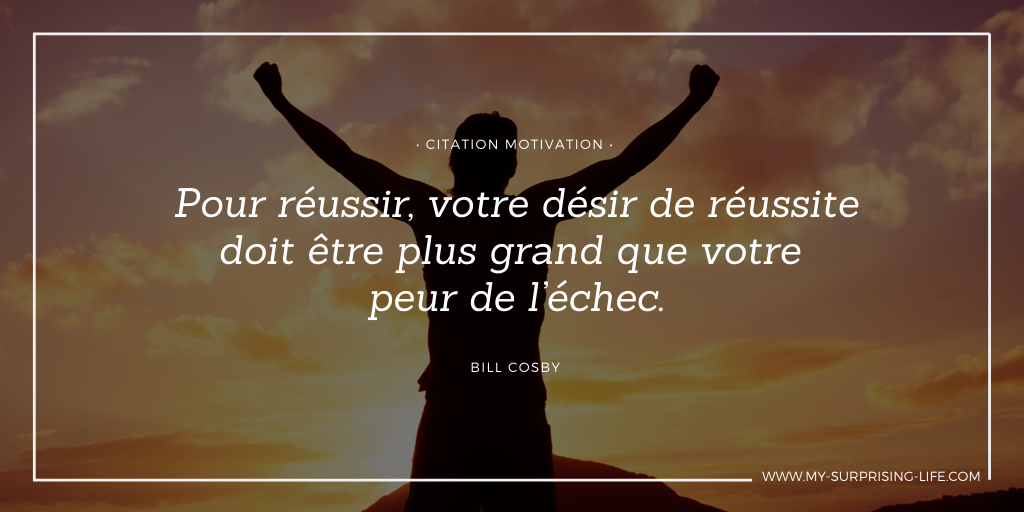 · CITATION MOTIVATION ·
Pour réussir, votre désir de réussite
doit être plus grand que votre
peur de l'échec.
BILL COSBY
WWW.MY-SURPRISING-LIFE.COM